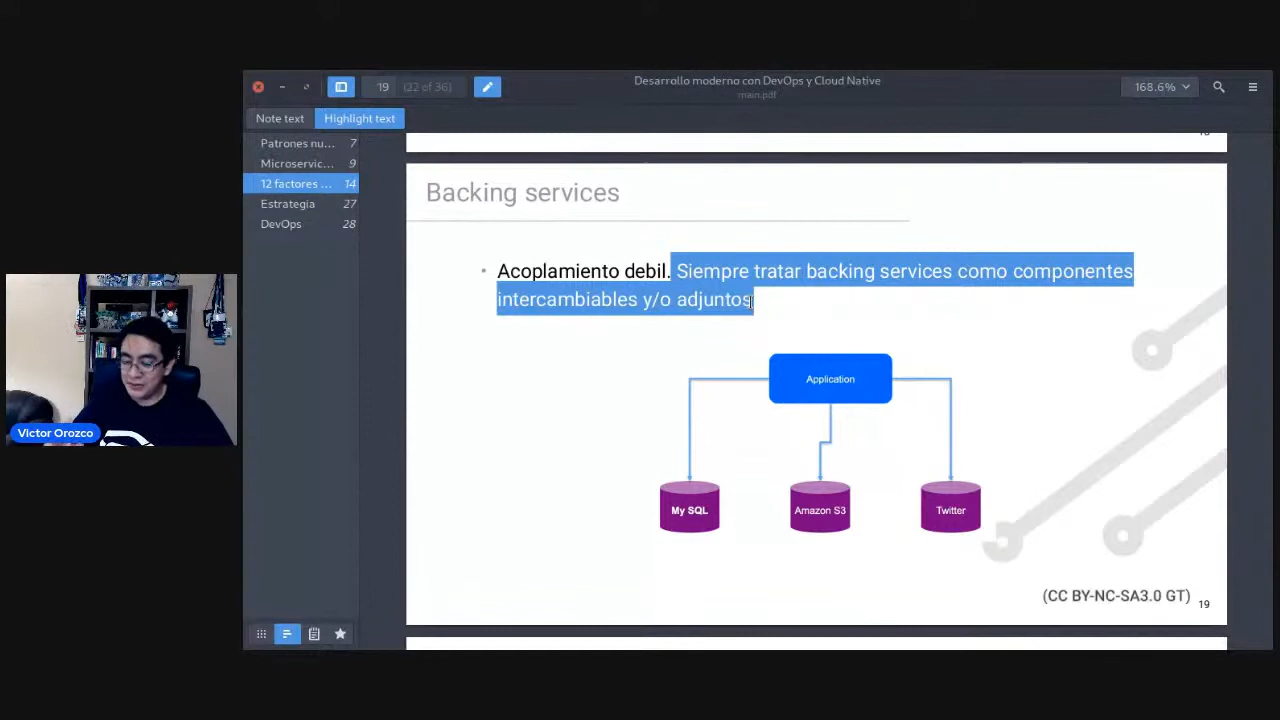 Desarrollo moderno con DevOps y Cloud Native
main.pdf
19 (22 of 36)
168.6%
Note text
Highlight text
Patrones nu... 7
Microservic... 9
12 factores ... 14
Estrategia 27
DevOps 28
Backing services
• Acoplamiento debil. Siempre tratar backing services como componentes
intercambiables y/o adjuntos
Application
My SQL
Amazon S3
Twitter
(CC BY-NC-SA3.0 GT)
19
Victor Orozco